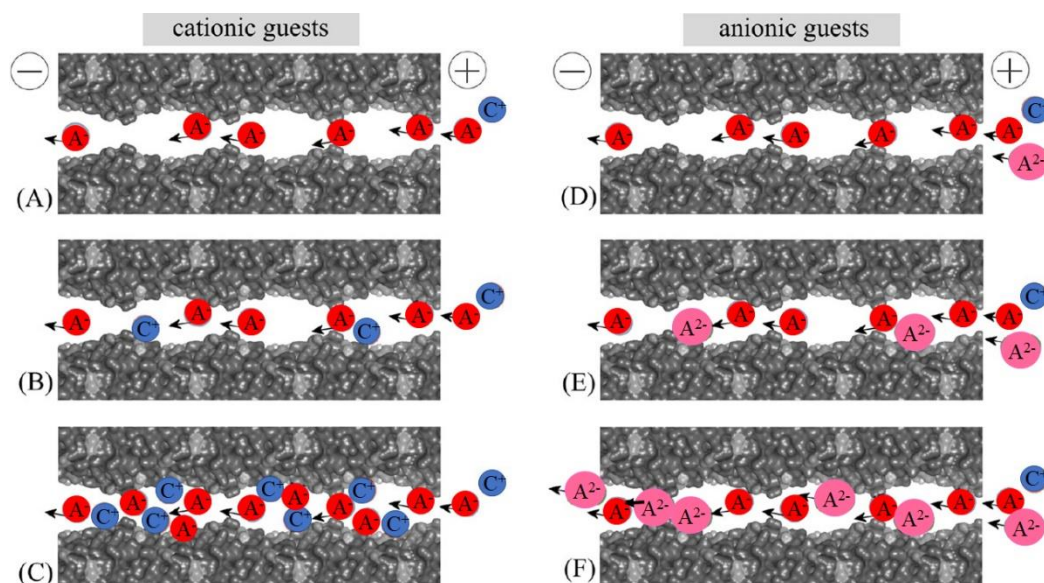 cationic guests
anionic guests
− +
C⁺
A⁻ A⁻ A⁻ A⁻ A⁻ A⁻
(A)
− +
C⁺
A⁻ A⁻ A⁻ A⁻ A⁻ A⁻
A²⁻
(D)
C⁺
A⁻ A⁻ A⁻ A⁻ A⁻ A⁻
C⁺ C⁺
(B)
C⁺
A⁻ A⁻ A⁻ A⁻ A⁻ A⁻
A²⁻ A²⁻ A²⁻
(E)
C⁺ C⁺ C⁺ C⁺
A⁻ A⁻ A⁻ A⁻ A⁻ A⁻ A⁻ A⁻
C⁺ C⁺ A⁻ C⁺ A⁻ C⁺
(C)
A²⁻ A²⁻ C⁺
A⁻ A²⁻ A⁻ A⁻ A⁻ A⁻ A⁻
A²⁻ A²⁻ A²⁻
(F)